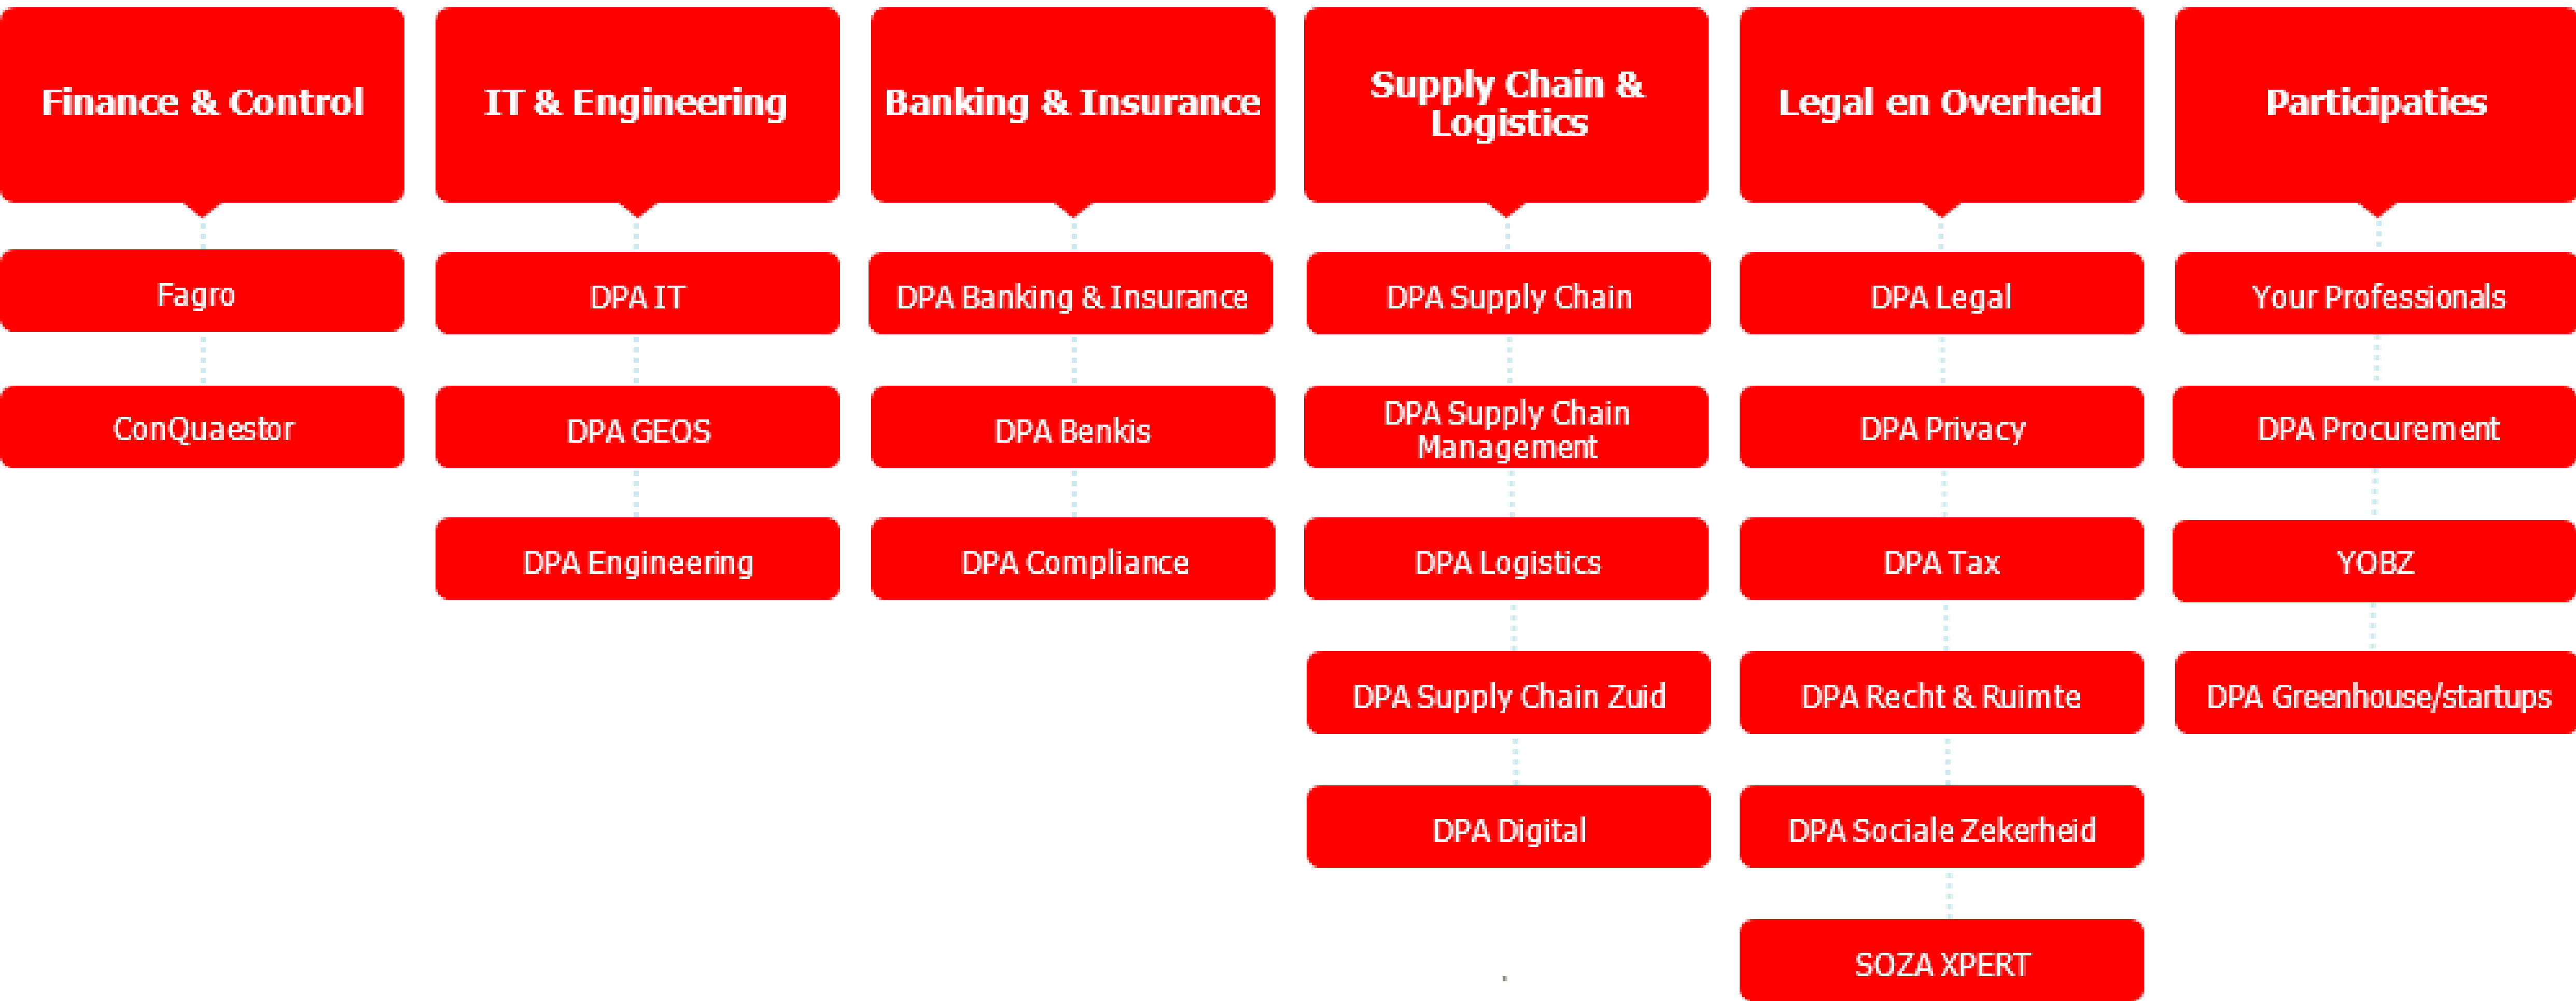 Finance & Control
Fagro
ConQuaestor
IT & Engineering
DPA IT
DPA GEOS
DPA Engineering
Banking & Insurance
DPA Banking & Insurance
DPA Benkis
DPA Compliance
Supply Chain &
Logistics
DPA Supply Chain
DPA Supply Chain
Management
DPA Logistics
DPA Supply Chain Zuid
DPA Digital
.
Legal en Overheid
DPA Legal
DPA Privacy
DPA Tax
DPA Recht & Ruimte
DPA Sociale Zekerheid
SOZA XPERT
Participaties
Your Professionals
DPA Procurement
YOBZ
DPA Greenhouse/startups